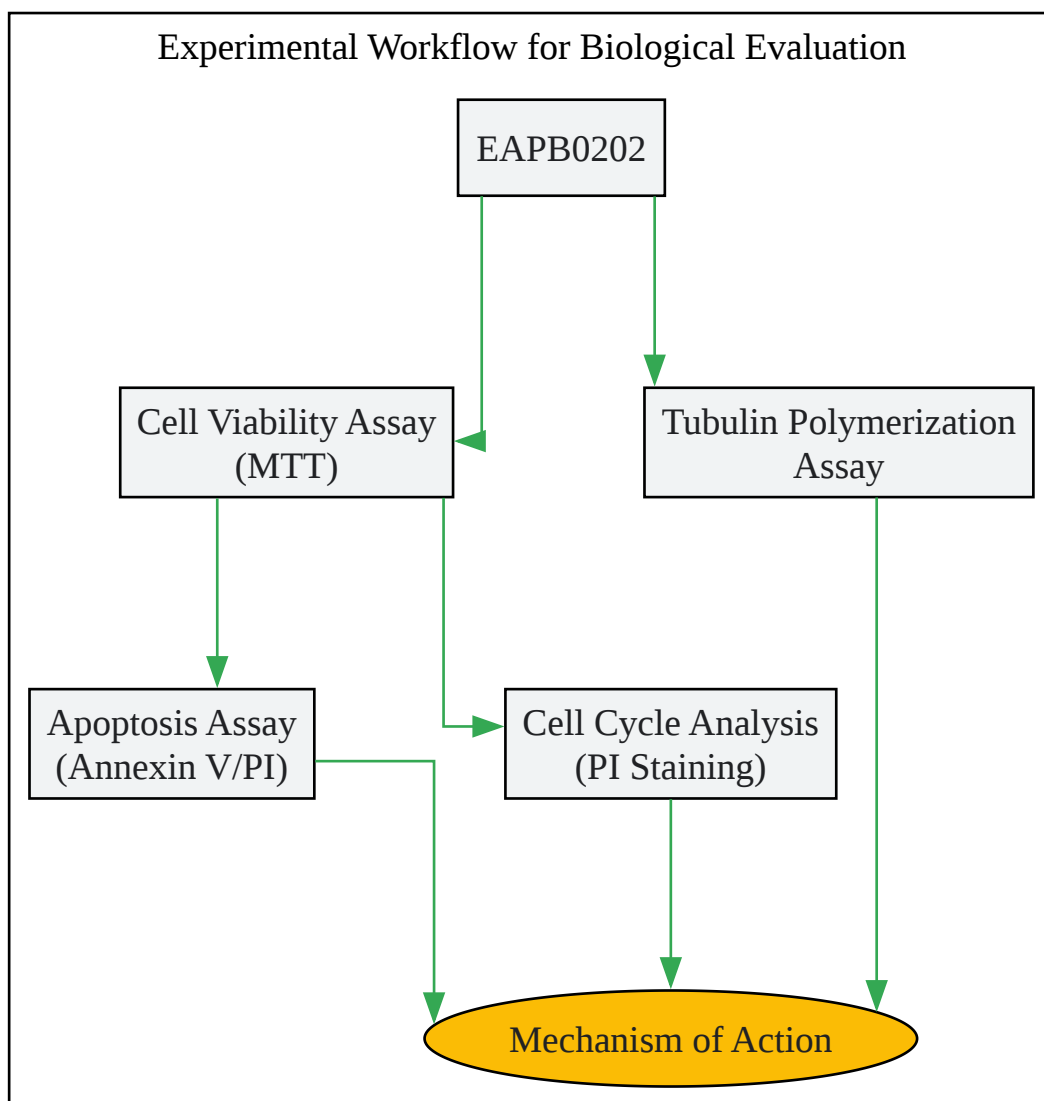 Experimental Workflow for Biological Evaluation
EAPB0202
Cell Viability Assay
(MTT)
Tubulin Polymerization
Assay
Apoptosis Assay
(Annexin V/PI)
Cell Cycle Analysis
(PI Staining)
Mechanism of Action